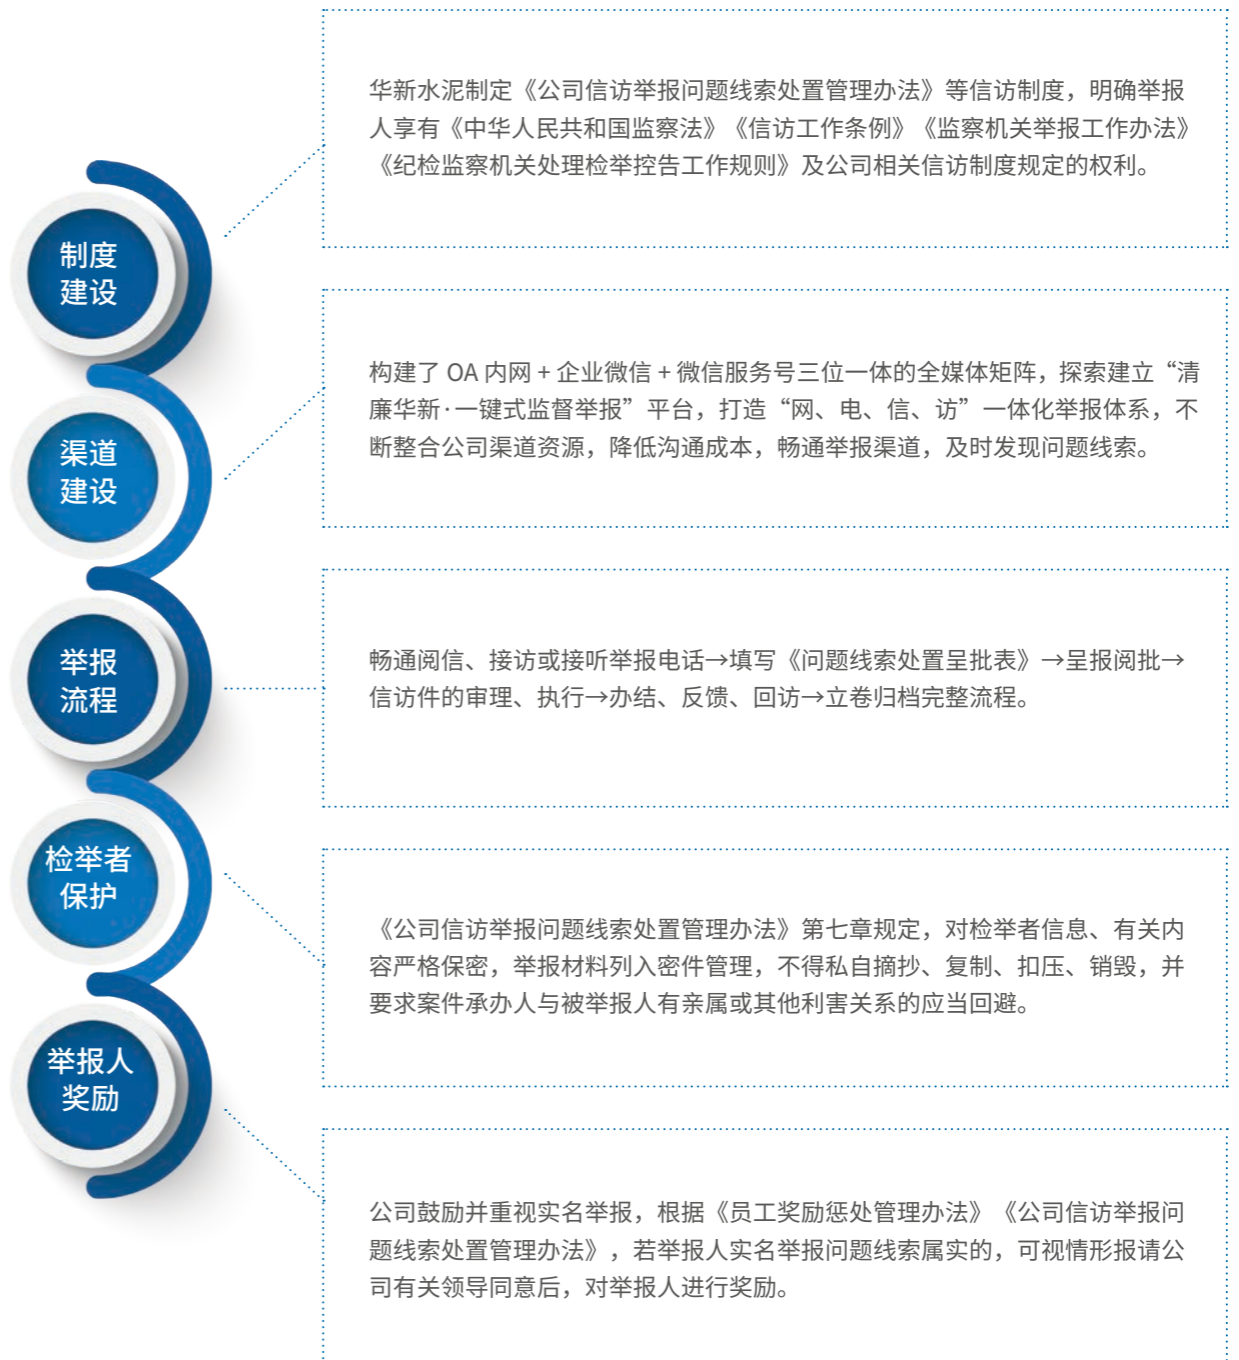 制度
建设
华新水泥制定《公司信访举报问题线索处置管理办法》等信访制度，明确举报
人享有《中华人民共和国监察法》《信访工作条例》《监察机关举报工作办法》
《纪检监察机关处理检举控告工作规则》及公司相关信访制度规定的权利。
渠道
建设
构建了 OA 内网 + 企业微信 + 微信服务号三位一体的全媒体矩阵，探索建立“清
廉华新·一键式监督举报”平台，打造“网、电、信、访”一体化举报体系，不
断整合公司渠道资源，降低沟通成本，畅通举报渠道，及时发现问题线索。
举报
流程
畅通阅信、接访或接听举报电话→填写《问题线索处置呈批表》→呈报阅批→
信访件的审理、执行→办结、反馈、回访→立卷归档完整流程。
检举者
保护
《公司信访举报问题线索处置管理办法》第七章规定，对检举者信息、有关内
容严格保密，举报材料列入密件管理，不得私自摘抄、复制、扣压、销毁，并
要求案件承办人与被举报人有亲属或其他利害关系的应当回避。
举报人
奖励
公司鼓励并重视实名举报，根据《员工奖励惩处管理办法》《公司信访举报问
题线索处置管理办法》，若举报人实名举报问题线索属实的，可视情形报请公
司有关领导同意后，对举报人进行奖励。